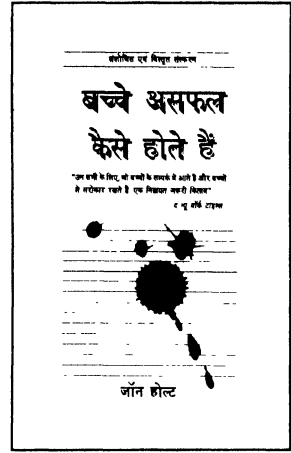 संशोधित एवं विस्तृत संस्करण
बच्चे असफल
कैसे होते हैं
"उन सभी के लिए, जो बच्चों के सम्पर्क में आते हैं और बच्चों
से सरोकार रखते हैं एक निहायत जरूरी किताब"
द न्यू यॉर्क टाइम्स
जॉन होल्ट